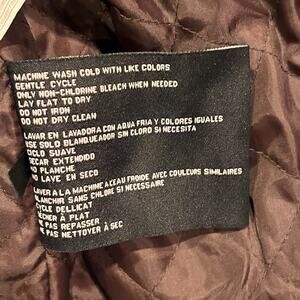 MACHINE WASH COLD WITH LIKE COLORS
GENTLE CYCLE
ONLY NON-CHLORINE BLEACH WHEN NEEDED
LAY FLAT TO DRY
DO NOT IRON
DO NOT DRY CLEAN
LAVAR EN LAVADORA CON AGUA FRIA Y COLORES IGUALES
USE SOLO BLANQUEADOR SIN CLORO SI NECESITA
CICLO SUAVE
SECAR EXTENDIDO
NO PLANCHE
NO LAVE EN SECO
LAVER A LA MACHINE A L'EAU FROIDE AVEC COULEURS SIMILAIRES
BLANCHIR SANS CHLORE SI NECESSAIRE
CYCLE DELLICAT
SÉCHER À PLAT
NE PAS REPASSER
NE PAS NETTOYER À SEC